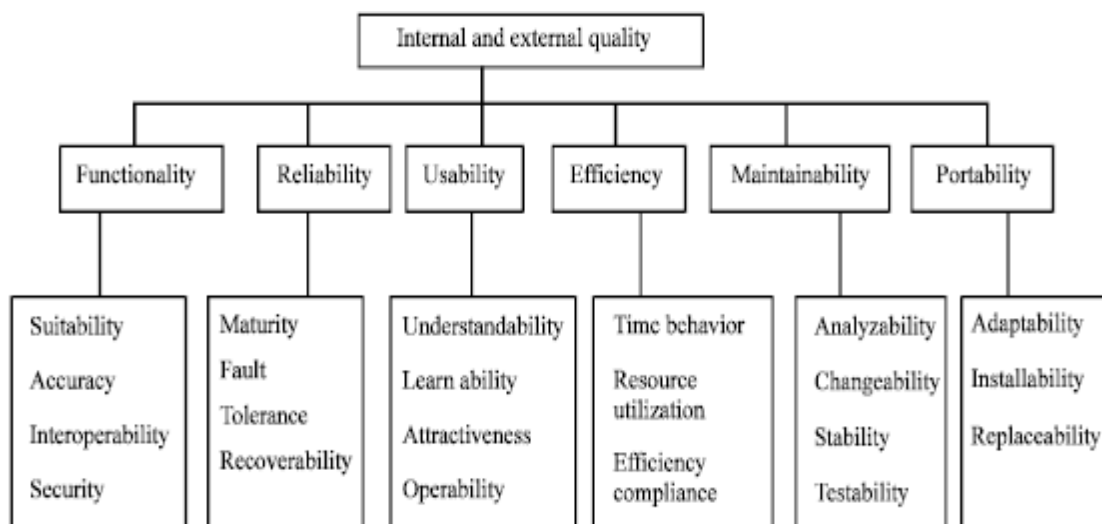 Internal and external quality
Functionality
Reliability
Usability
Efficiency
Maintainability
Portability
Suitability
Accuracy
Interoperability
Security
Maturity
Fault
Tolerance
Recoverability
Understandability
Learn ability
Attractiveness
Operability
Time behavior
Resource
utilization
Efficiency
compliance
Analyzability
Changeability
Stability
Testability
Adaptability
Installability
Replaceability